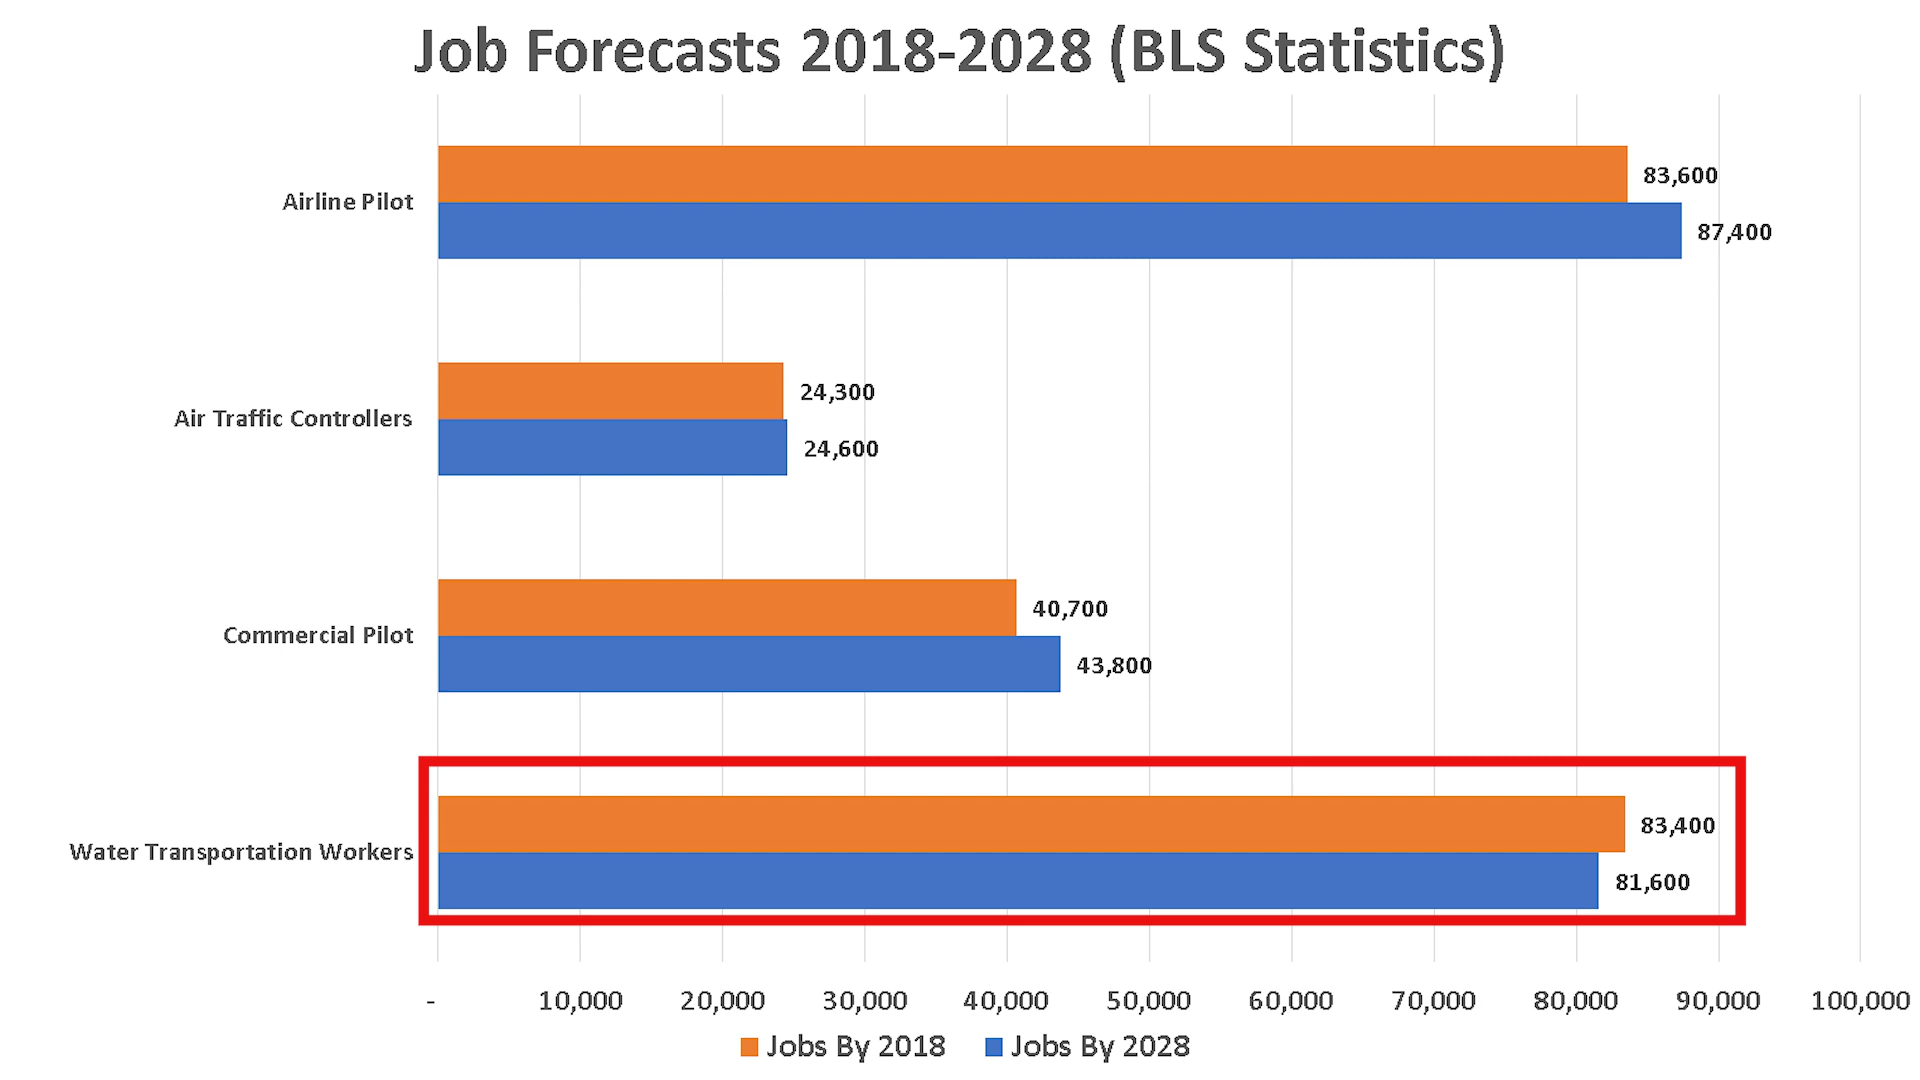 Job Forecasts 2018-2028 (BLS Statistics)
Airline Pilot
83,600
87,400
Air Traffic Controllers
24,300
24,600
Commercial Pilot
40,700
43,800
Water Transportation Workers
83,400
81,600
- 10,000 20,000 30,000 40,000 50,000 60,000 70,000 80,000 90,000 100,000
Jobs By 2018 Jobs By 2028